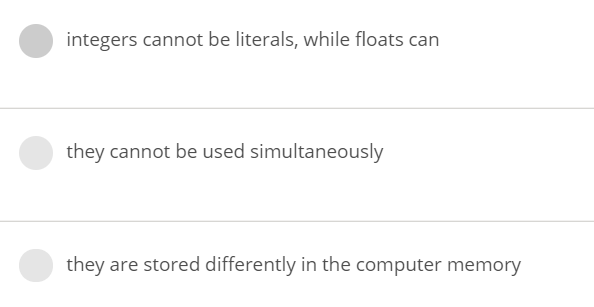 integers cannot be literals, while floats can
they cannot be used simultaneously
they are stored differently in the computer memory